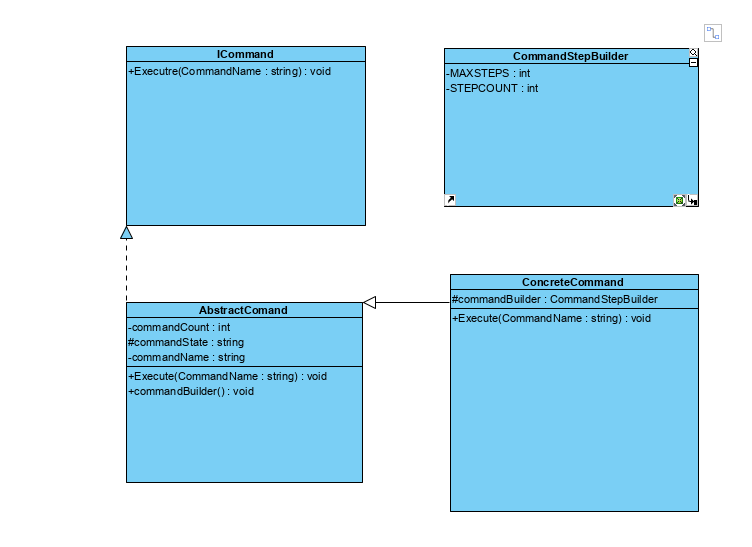 ICommand
+Executre(CommandName : string) : void
CommandStepBuilder
-MAXSTEPS : int
-STEPCOUNT : int
AbstractComand
-commandCount : int
#commandState : string
-commandName : string
+Execute(CommandName : string) : void
+commandBuilder() : void
ConcreteCommand
#commandBuilder : CommandStepBuilder
+Execute(CommandName : string) : void